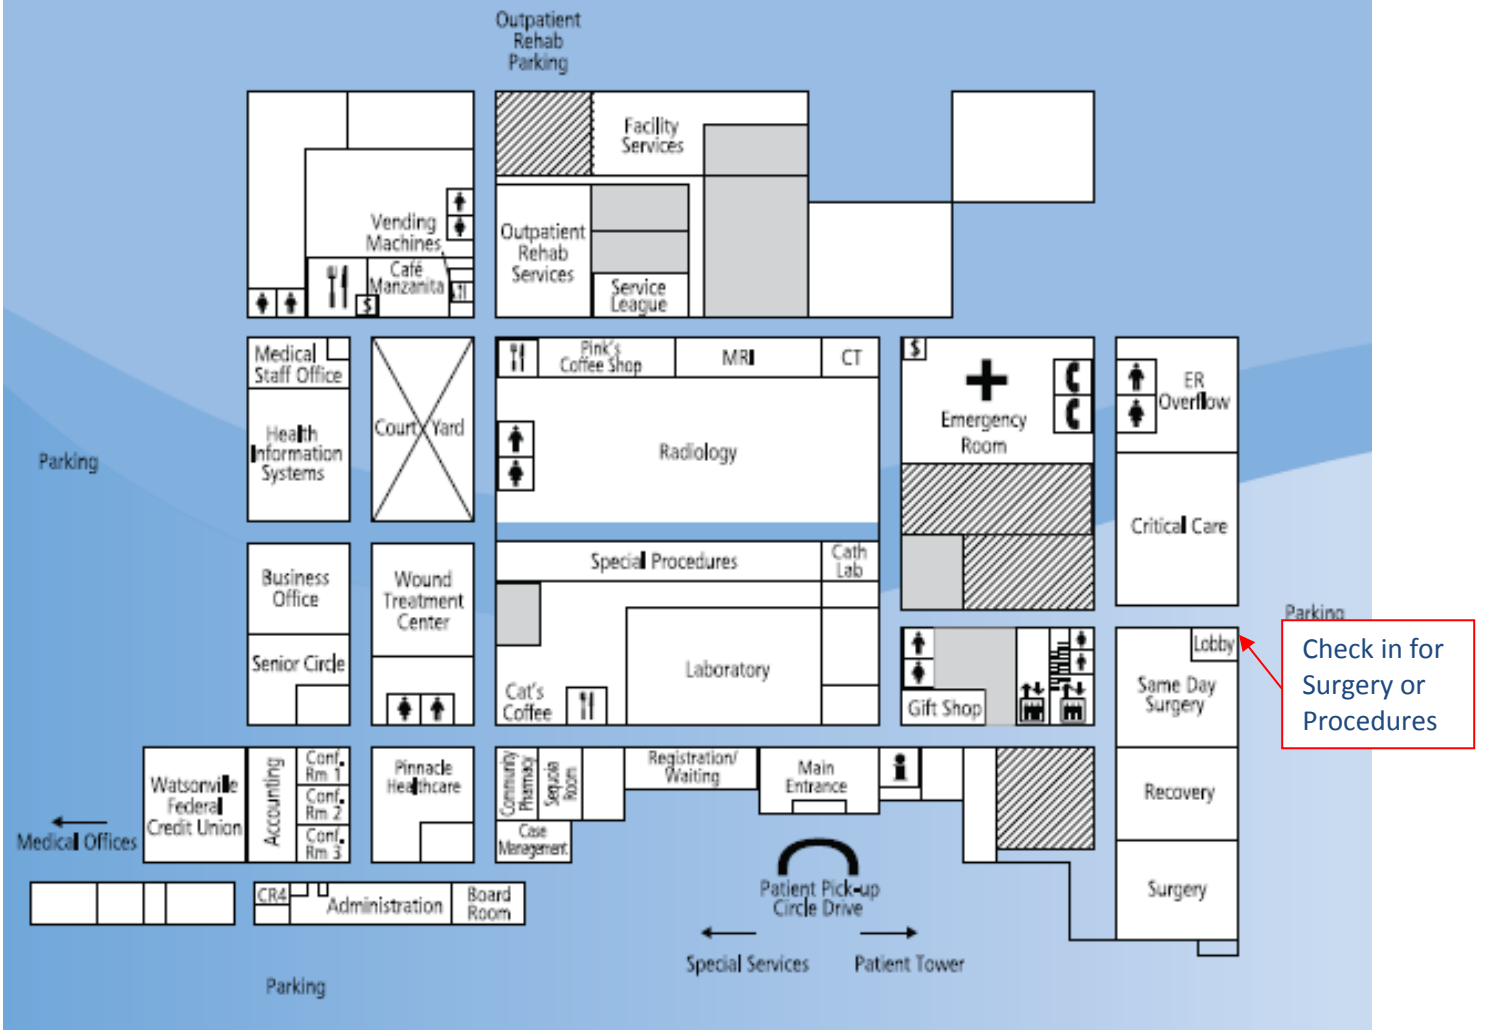 Outpatient
Rehab
Parking
Facility
Services
Vending
Machines
Outpatient
Rehab
Services
Café
Manzanita
$
Service
League
Medical
Staff Office
Pink's
Coffee Shop
MRI
CT
$
Court Yard
Health
Information
Systems
Radiology
Emergency
Room
ER
Overflow
Parking
Critical Care
Special Procedures
Cath
Lab
Business
Office
Wound
Treatment
Center
Parking
Senior Circle
Laboratory
Cat's
Coffee
Gift Shop
Lobby
Same Day
Surgery
Check in for
Surgery or
Procedures
Watsonville
Federal
Credit Union
Accounting
Conf.
Rm 1
Conf.
Rm 2
Conf.
Rm 3
Pinnacle
Healthcare
Community
Pharmacy
Sequoia
Room
Registration/
Waiting
Main
Entrance
i
Recovery
Case
Management
Medical Offices
CR4
Administration
Board
Room
Patient Pick-up
Circle Drive
Surgery
Special Services
Patient Tower
Parking